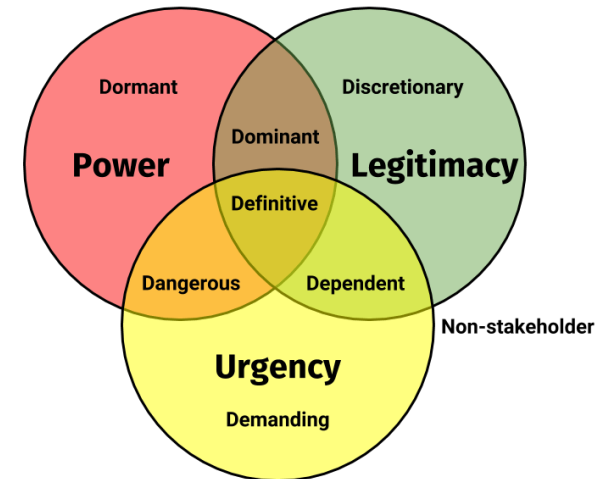 Dormant
Discretionary
Dominant
Power
Legitimacy
Definitive
Dangerous
Dependent
Non-stakeholder
Urgency
Demanding